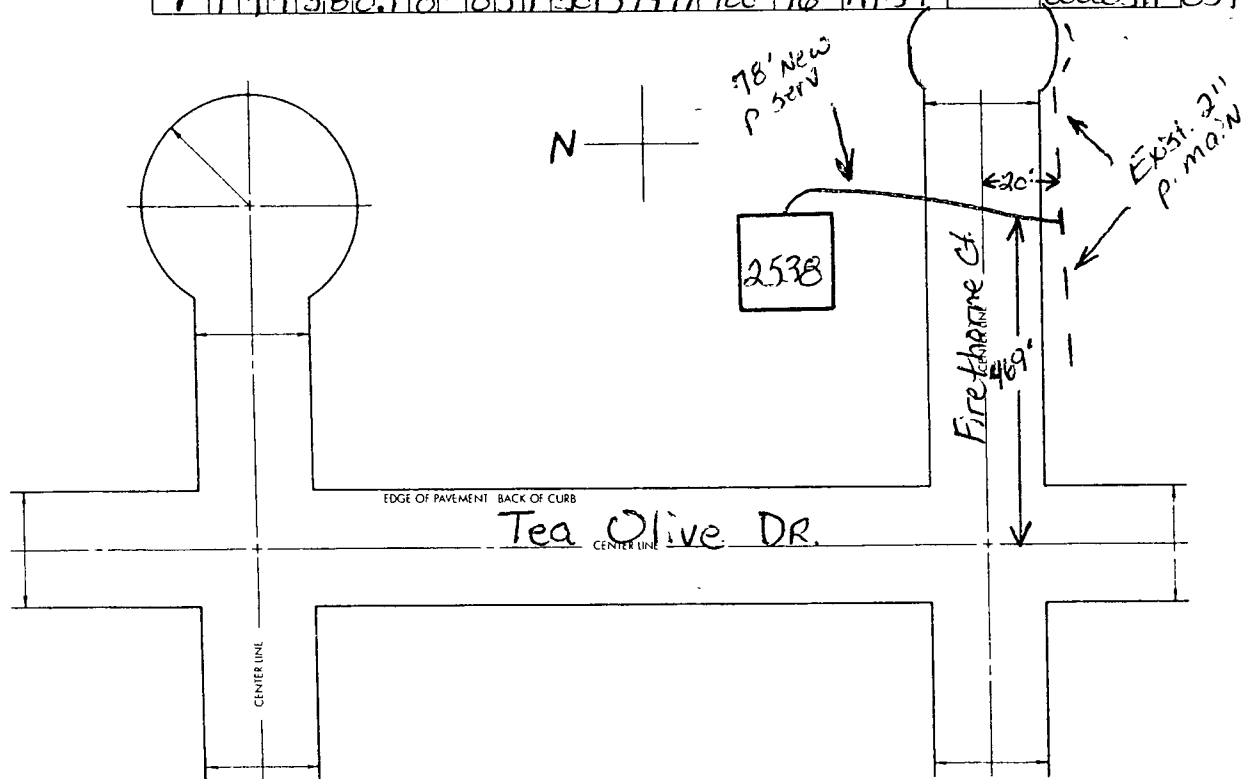 78' New
P Serv
N
Exist. 2"
P. main
20'
2538
Firethorne Ct.
CENTER LINE
469'
EDGE OF PAVEMENT BACK OF CURB
Tea Olive DR.
CENTER LINE
CENTER LINE